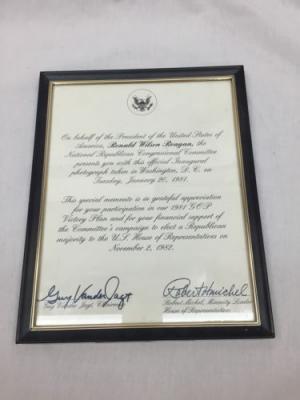 On behalf of the President of the United States of
America, Ronald Wilson Reagan, the
National Republican Congressional Committee
presents you with this official Inaugural
photograph taken in Washington, D. C. on
Tuesday, January 20, 1981.
This special memento is in grateful appreciation
for your participation in our 1981 GOP
Victory Plan and for your financial support of
the Committee's campaign to elect a Republican
majority to the U.S. House of Representatives on
November 2, 1982.
Guy VanderJagt
Guy Vander Jagt,
Robert H Michel
Robert Michel, Minority Leader
House of Representatives